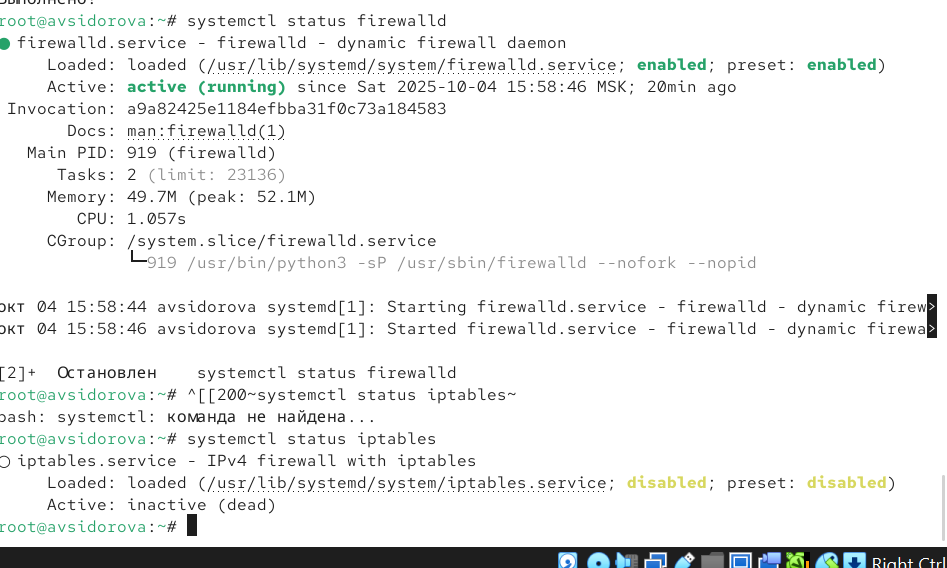 Выполнено!
root@avsidorova:~# systemctl status firewalld
● firewalld.service - firewalld - dynamic firewall daemon
Loaded: loaded (/usr/lib/systemd/system/firewalld.service; enabled; preset: enabled)
Active: active (running) since Sat 2025-10-04 15:58:46 MSK; 20min ago
Invocation: a9a82425e1184efbba31f0c73a184583
Docs: man:firewalld(1)
Main PID: 919 (firewalld)
Tasks: 2 (limit: 23136)
Memory: 49.7M (peak: 52.1M)
CPU: 1.057s
CGroup: /system.slice/firewalld.service
└─919 /usr/bin/python3 -sP /usr/sbin/firewalld --nofork --nopid
окт 04 15:58:44 avsidorova systemd[1]: Starting firewalld.service - firewalld - dynamic firew>
окт 04 15:58:46 avsidorova systemd[1]: Started firewalld.service - firewalld - dynamic firewa>
[2]+ Остановлен systemctl status firewalld
root@avsidorova:~# ^[[200~systemctl status iptables~
bash: systemctl: команда не найдена...
root@avsidorova:~# systemctl status iptables
○ iptables.service - IPv4 firewall with iptables
Loaded: loaded (/usr/lib/systemd/system/iptables.service; disabled; preset: disabled)
Active: inactive (dead)
root@avsidorova:~#
Right Ctrl